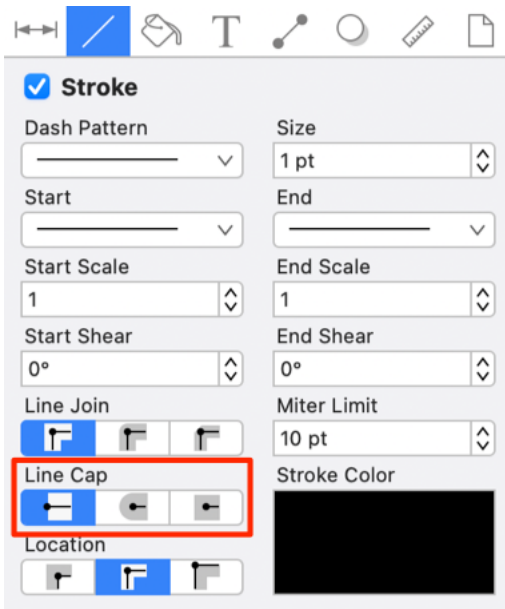 T
Stroke
Dash Pattern Size
1 pt
Start End
Start Scale End Scale
1 1
Start Shear End Shear
0° 0°
Line Join Miter Limit
10 pt
Line Cap Stroke Color
Location